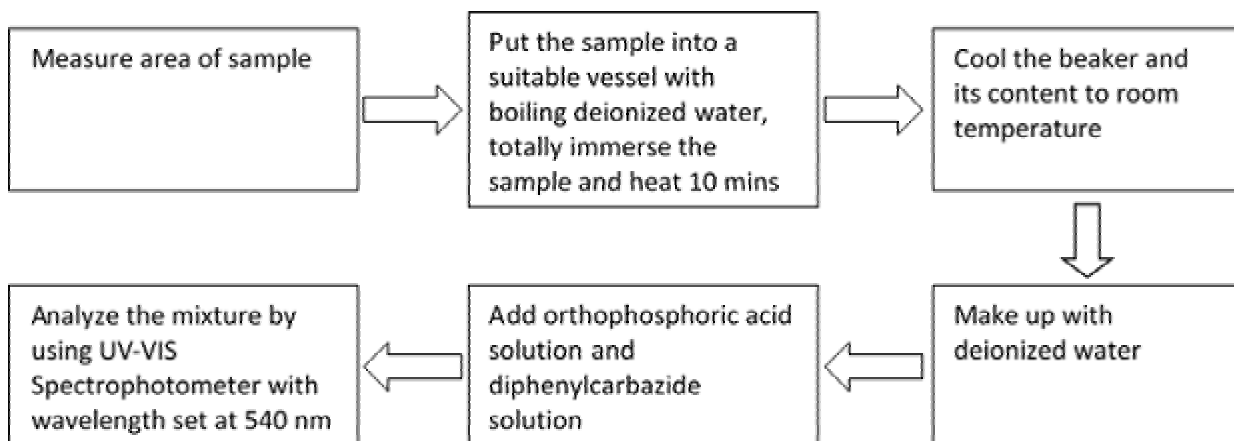 Measure area of sample
Put the sample into a
suitable vessel with
boiling deionized water,
totally immerse the
sample and heat 10 mins
Cool the beaker and
its content to room
temperature
Make up with
deionized water
Add orthophosphoric acid
solution and
diphenylcarbazide
solution
Analyze the mixture by
using UV-VIS
Spectrophotometer with
wavelength set at 540 nm